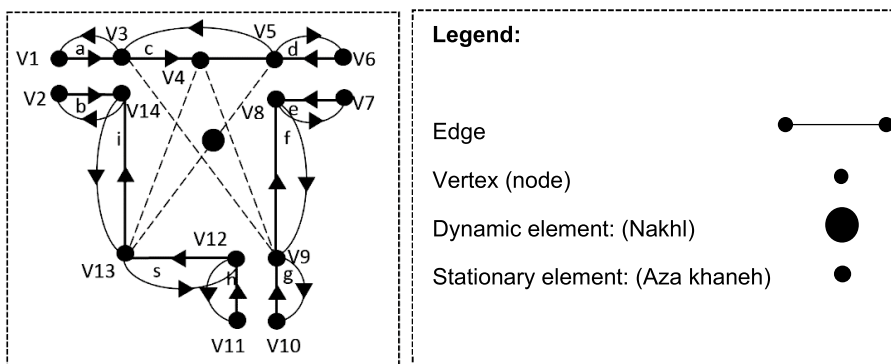 V3
V5
V1
a
c
d
V6
V4
V2
b
V14
V8
e
V7
i
f
V12
V9
V13
s
h
g
V11
V10
Legend:
Edge
Vertex (node)
Dynamic element: (Nakhl)
Stationary element: (Aza khaneh)